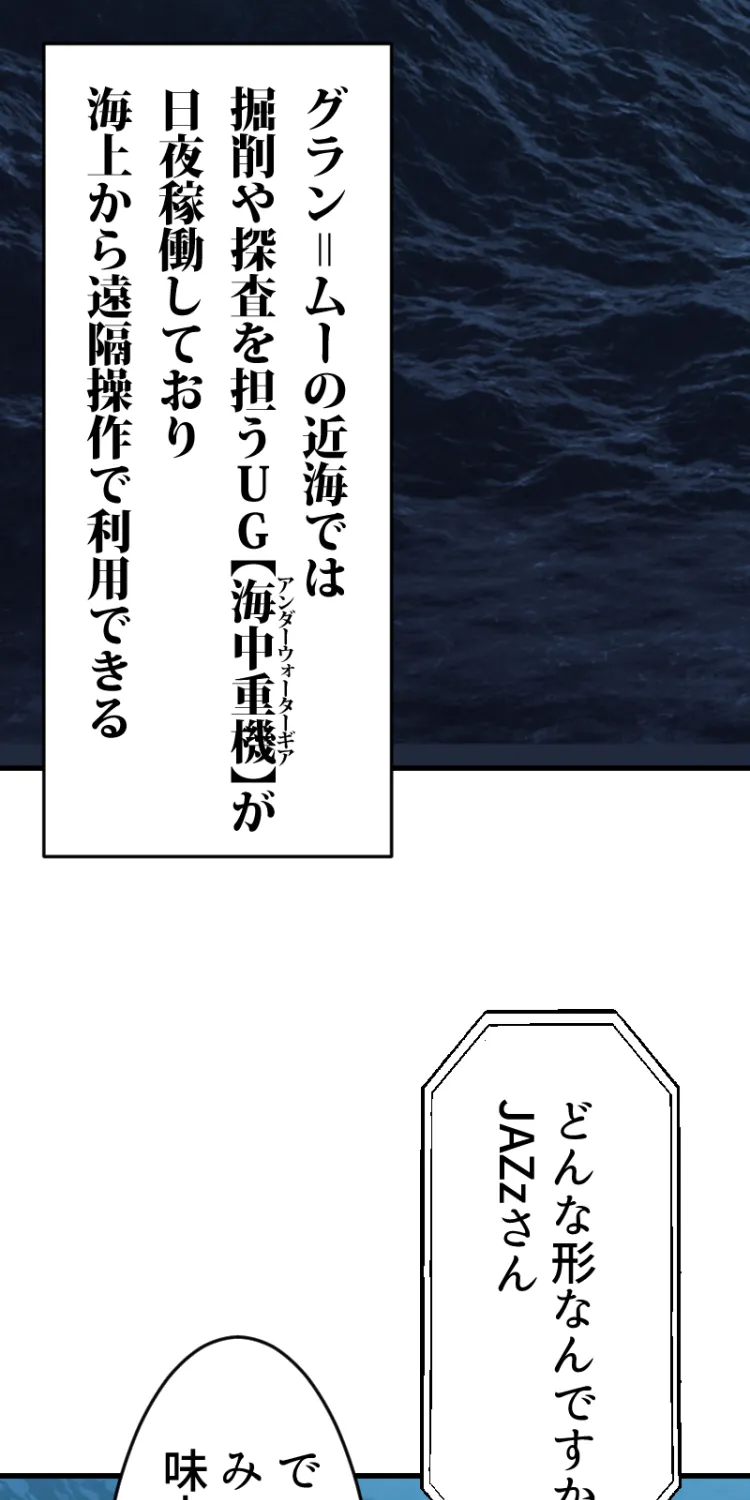 グラン＝ムーの近海では
掘削や探査を担うUG【海中重機】が
アンダーウォーターギア
日夜稼働しており
海上から遠隔操作で利用できる
どんな形なんですか
JAZzさん
で
み
味